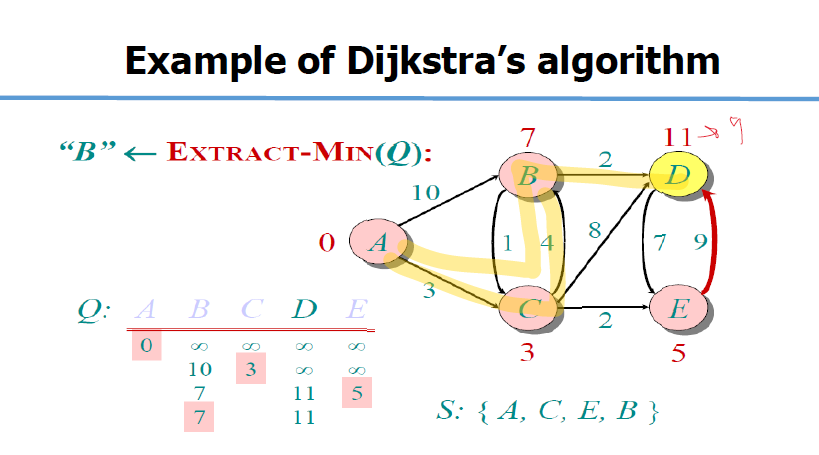 Example of Dijkstra's algorithm
“B” ← EXTRACT-MIN(Q):
7
11 → 9
B
2
D
10
0
A
1
4
8
7
9
3
C
2
E
3
5
Q: A B C D E
0 ∞ ∞ ∞ ∞
10 3 ∞ ∞
7 11 5
7 11
S: { A, C, E, B }